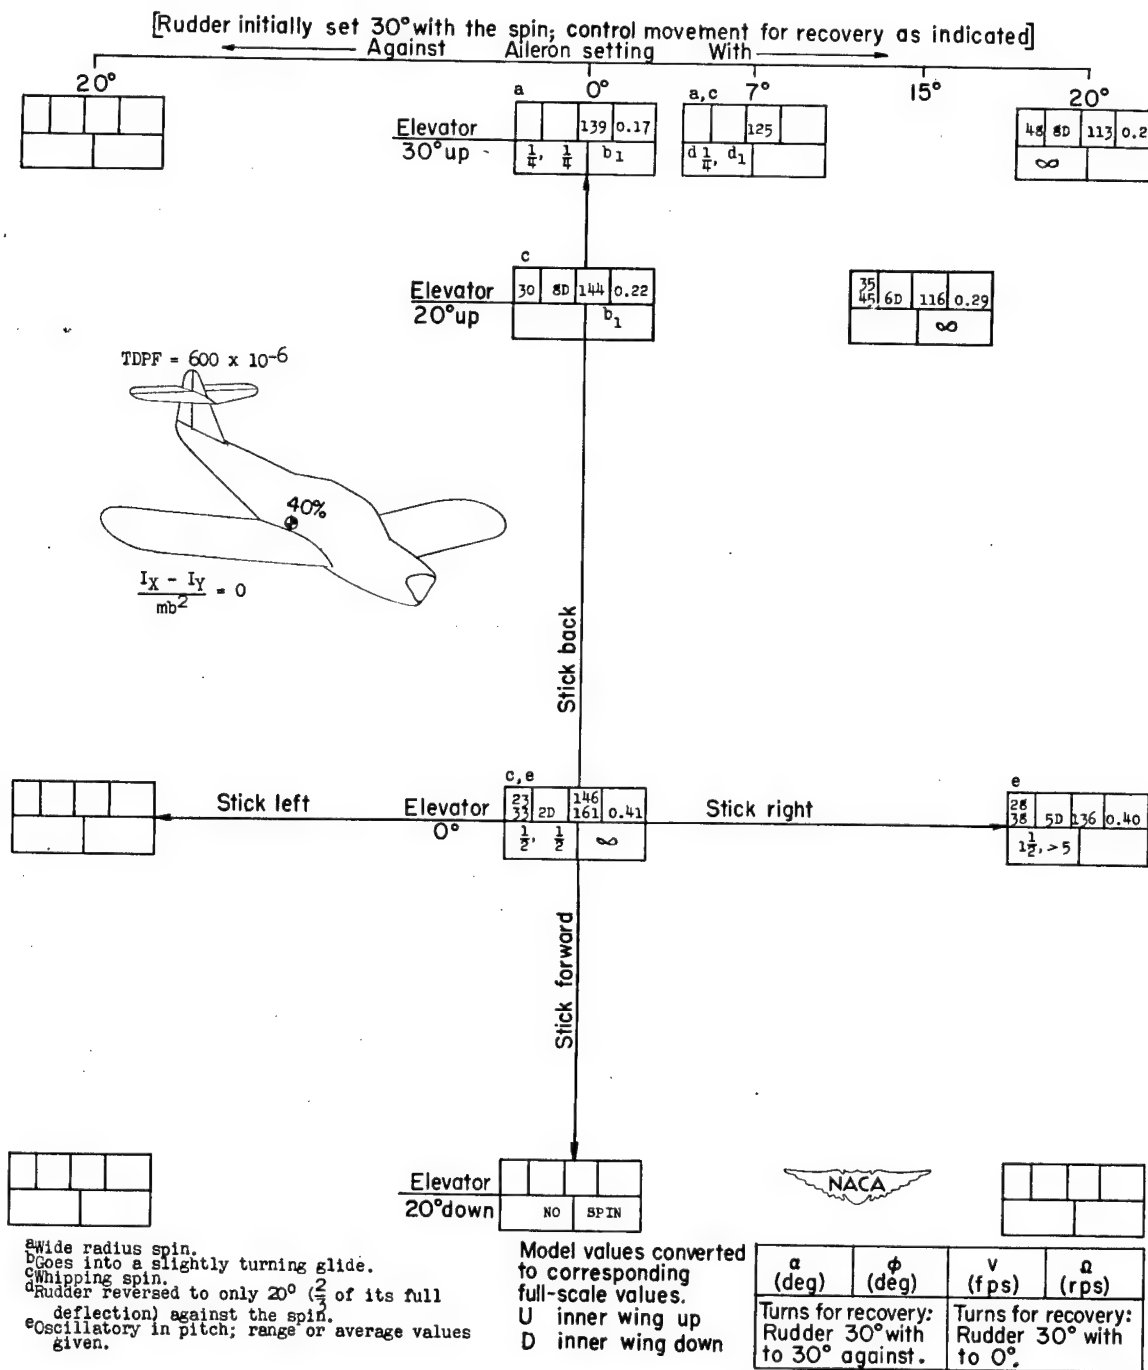 [Rudder initially set 30° with the spin; control movement for recovery as indicated]
Against Aileron setting With
20° 0° 7° 15° 20°
a a,c
Elevator
30° up
139 0.17
1/4, 1/4 b1
125
d 1/4, d1
48 8D 113 0.2
∞
c
Elevator
20° up
30 8D 144 0.22
b1
35
45 6D 116 0.29
∞
TDPF = 600 x 10-6
40%
IX - IY
mb2
= 0
Stick back
c,e
e
Stick left
Elevator
0°
23
33 2D 146
161 0.41
1/2, 1/2 ∞
Stick right
28
38 5D 136 0.40
1 1/2, >5
Stick forward
Elevator
20° down
NO SPIN
NACA
aWide radius spin.
bGoes into a slightly turning glide.
cWhipping spin.
dRudder reversed to only 20° (2/3 of its full
deflection) against the spin.
eOscillatory in pitch; range or average values
given.
Model values converted
to corresponding
full-scale values.
U inner wing up
D inner wing down
α
(deg)
ϕ
(deg)
V
(fps)
Ω
(rps)
Turns for recovery:
Rudder 30° with
to 30° against.
Turns for recovery:
Rudder 30° with
to 0°.